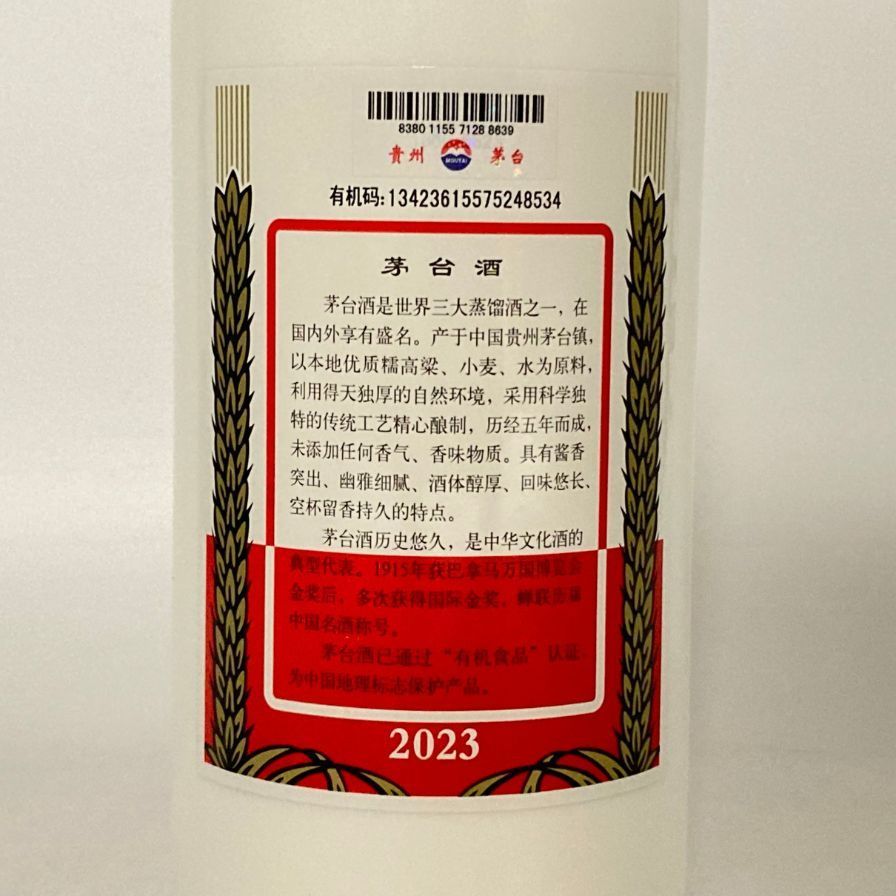 8380 1155 7128 8639
貴州 MOUTAI 茅台
有机码:13423615575248534
茅台酒
茅台酒是世界三大蒸馏酒之一，在
国内外享有盛名。产于中国贵州茅台镇，
以本地优质糯高粱、小麦、水为原料，
利用得天独厚的自然环境，采用科学独
特的传统工艺精心酿制，历经五年而成，
未添加任何香气、香味物质。具有酱香
突出、幽雅细腻、酒体醇厚、回味悠长、
空杯留香持久的特点。
茅台酒历史悠久，是中华文化酒的
典型代表。1915年获巴拿马万国博览会
金奖后，多次获得国际金奖，蝉联历届
中国名酒称号。
茅台酒已通过“有机食品”认证，
为中国地理标志保护产品。
2023